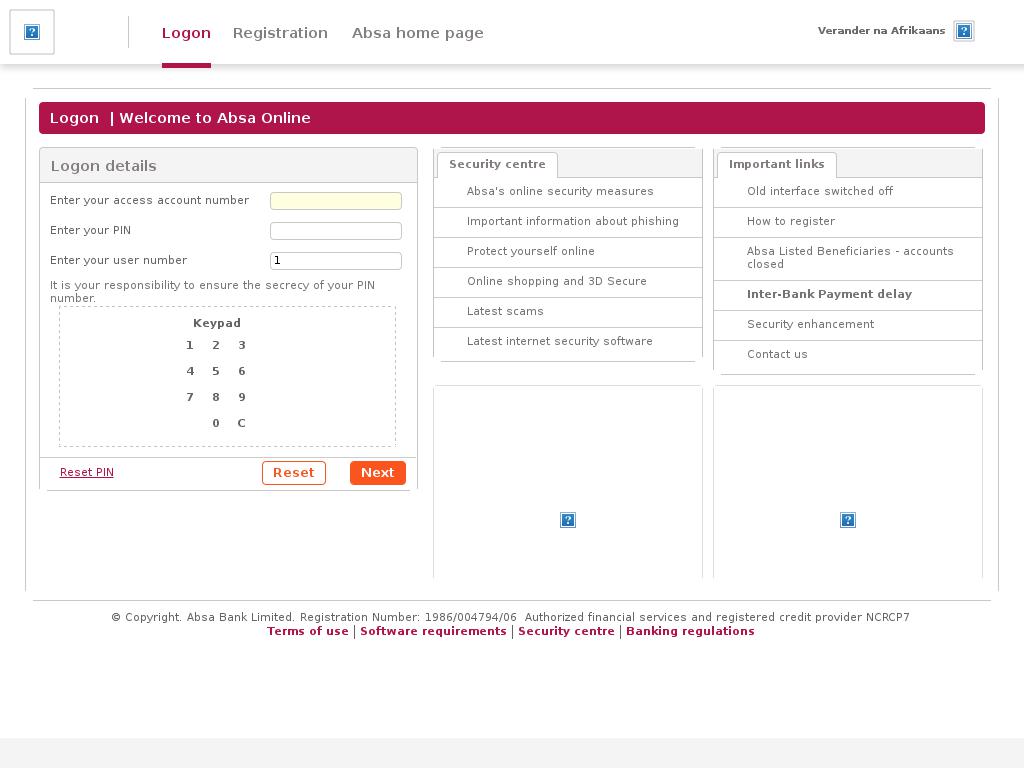 Logon Registration Absa home page Verander na Afrikaans
Logon | Welcome to Absa Online
Logon details
Enter your access account number
Enter your PIN
Enter your user number 1
It is your responsibility to ensure the secrecy of your PIN
number.
Keypad
1 2 3
4 5 6
7 8 9
0 C
Reset PIN Reset Next
Security centre
Absa's online security measures
Important information about phishing
Protect yourself online
Online shopping and 3D Secure
Latest scams
Latest internet security software
Important links
Old interface switched off
How to register
Absa Listed Beneficiaries - accounts
closed
Inter-Bank Payment delay
Security enhancement
Contact us
© Copyright. Absa Bank Limited. Registration Number: 1986/004794/06 Authorized financial services and registered credit provider NCRCP7
Terms of use | Software requirements | Security centre | Banking regulations